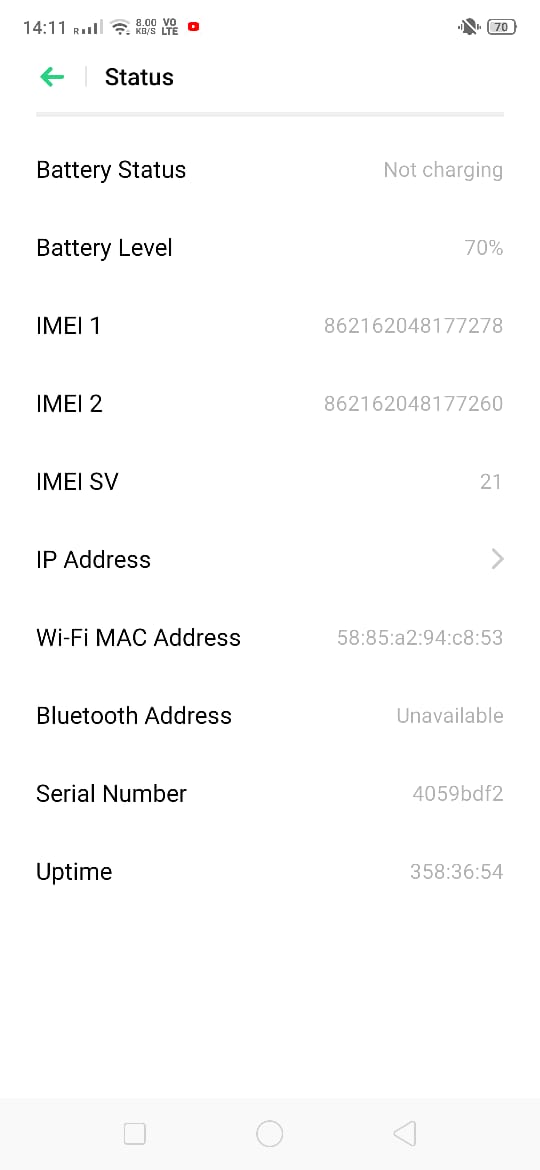 14:11 R 8.00 KB/S VO LTE 70
Status
Battery Status Not charging
Battery Level 70%
IMEI 1 862162048177278
IMEI 2 862162048177260
IMEI SV 21
IP Address
Wi-Fi MAC Address 58:85:a2:94:c8:53
Bluetooth Address Unavailable
Serial Number 4059bdf2
Uptime 358:36:54